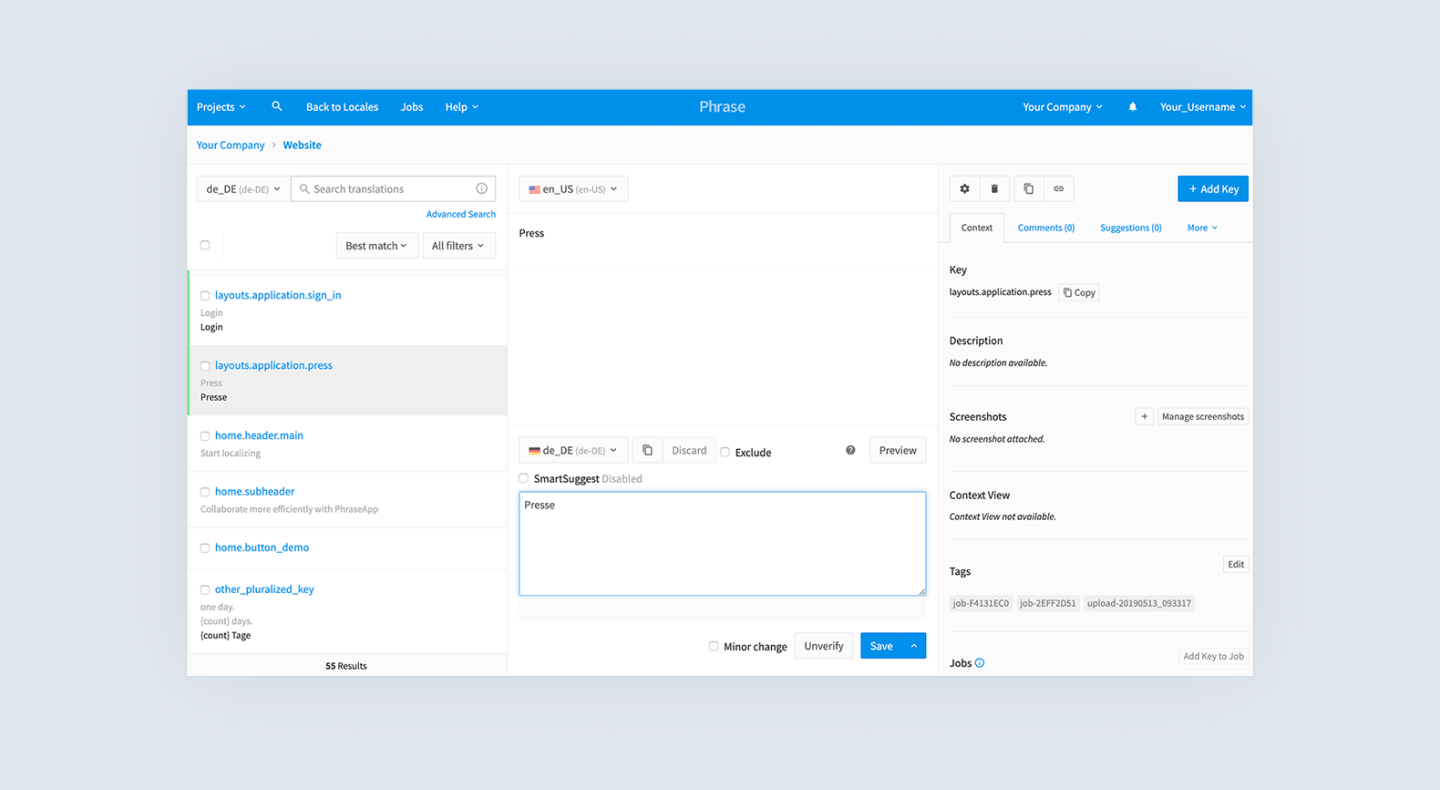 Projects Back to Locales Jobs Help Phrase Your Company Your_Username
Your Company > Website
de_DE (de-DE) Search translations
Advanced Search
Best match All filters
layouts.application.sign_in
Login
Login
layouts.application.press
Press
Presse
home.header.main
Start localizing
home.subheader
Collaborate more efficiently with PhraseApp
home.button_demo
other_pluralized_key
one day.
{count} days.
{count} Tage
55 Results
en_US (en-US)
Press
de_DE (de-DE) Discard Exclude Preview
SmartSuggest Disabled
Presse
Minor change Unverify Save
+ Add Key
Context Comments (0) Suggestions (0) More
Key
layouts.application.press Copy
Description
No description available.
Screenshots + Manage screenshots
No screenshot attached.
Context View
Context View not available.
Tags Edit
job-F4131EC0 job-2EFF2D51 upload-20190513_093317
Jobs Add Key to Job